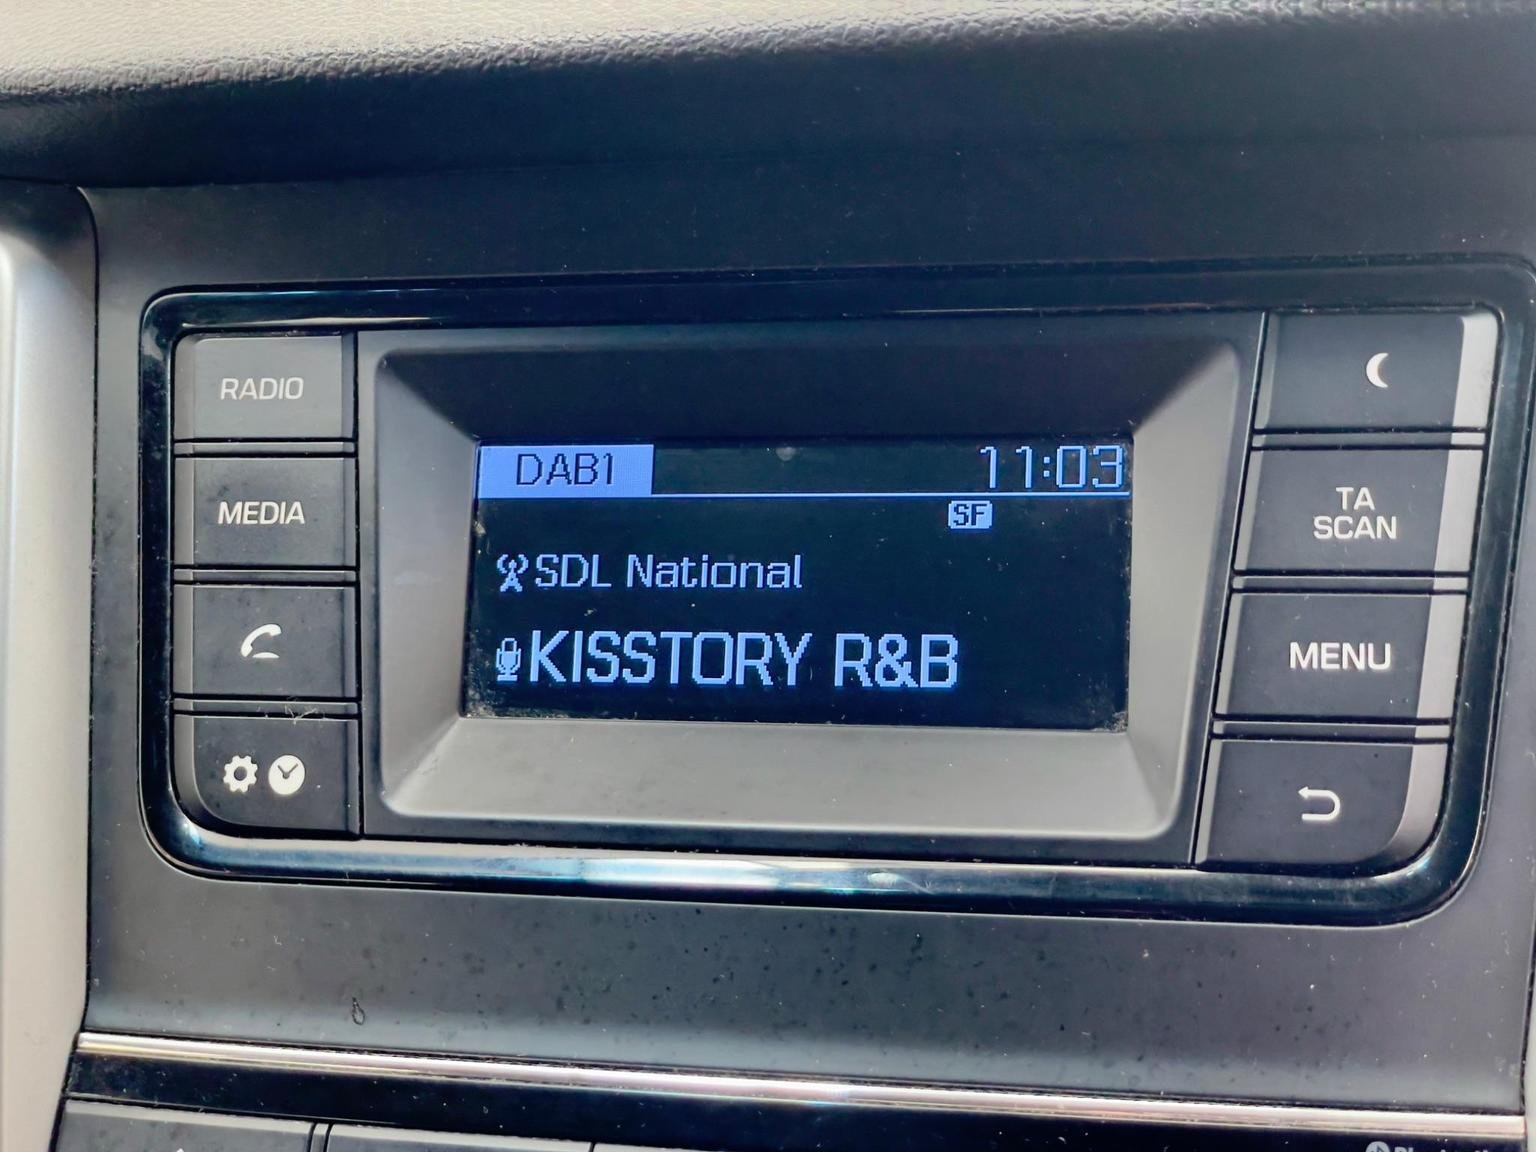 RADIO
MEDIA
DAB1 11:03
SF
SDL National
KISSTORY R&B
TA
SCAN
MENU